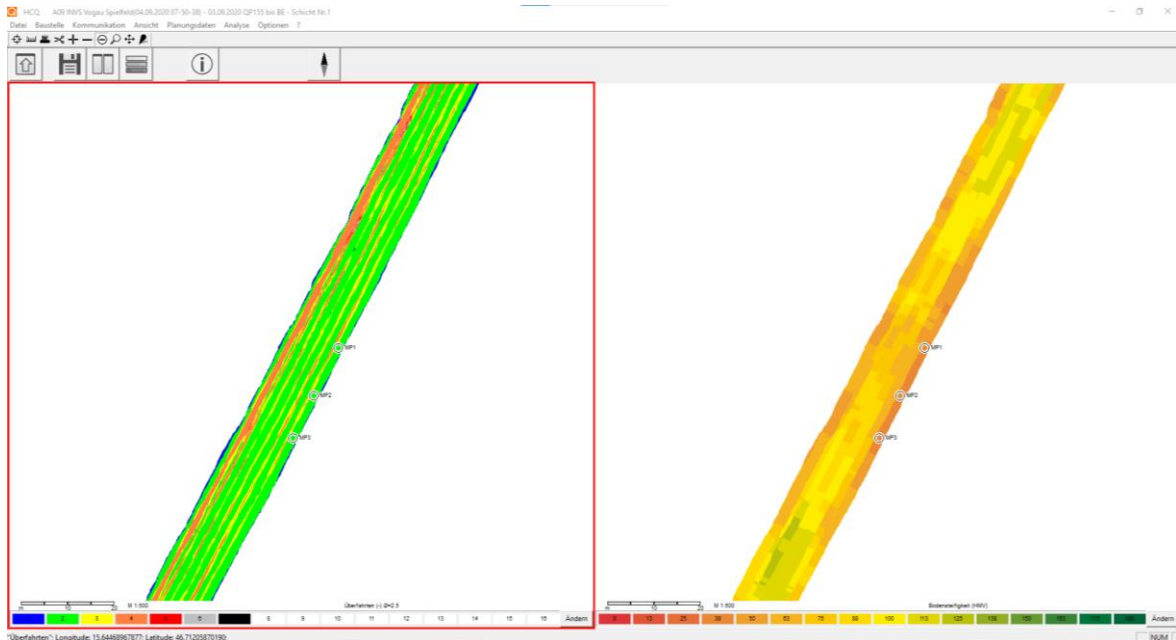 HCQ A09 INVS Vogau Spielfeld(04.09.2020 07-50-38) - 03.09.2020 QP155 bis BE - Schicht Nr.1
Datei Baustelle Kommunikation Ansicht Planungsdaten Analyse Optionen ?
MP1
MP2
MP3
MP1
MP2
MP3
m 10 20 M 1:500 Überfahrten (-) Ø=2.5
m 10 20 M 1:500 Bodensteifigkeit (HMV)
2 3 4 5 8 9 10 11 12 13 14 15 16 Ändern
0 13 25 38 50 63 75 88 100 113 125 138 150 163 Ändern
"Überfahrten": Longitude: 15.64468967877; Latitude: 46.71205870190;
NUM